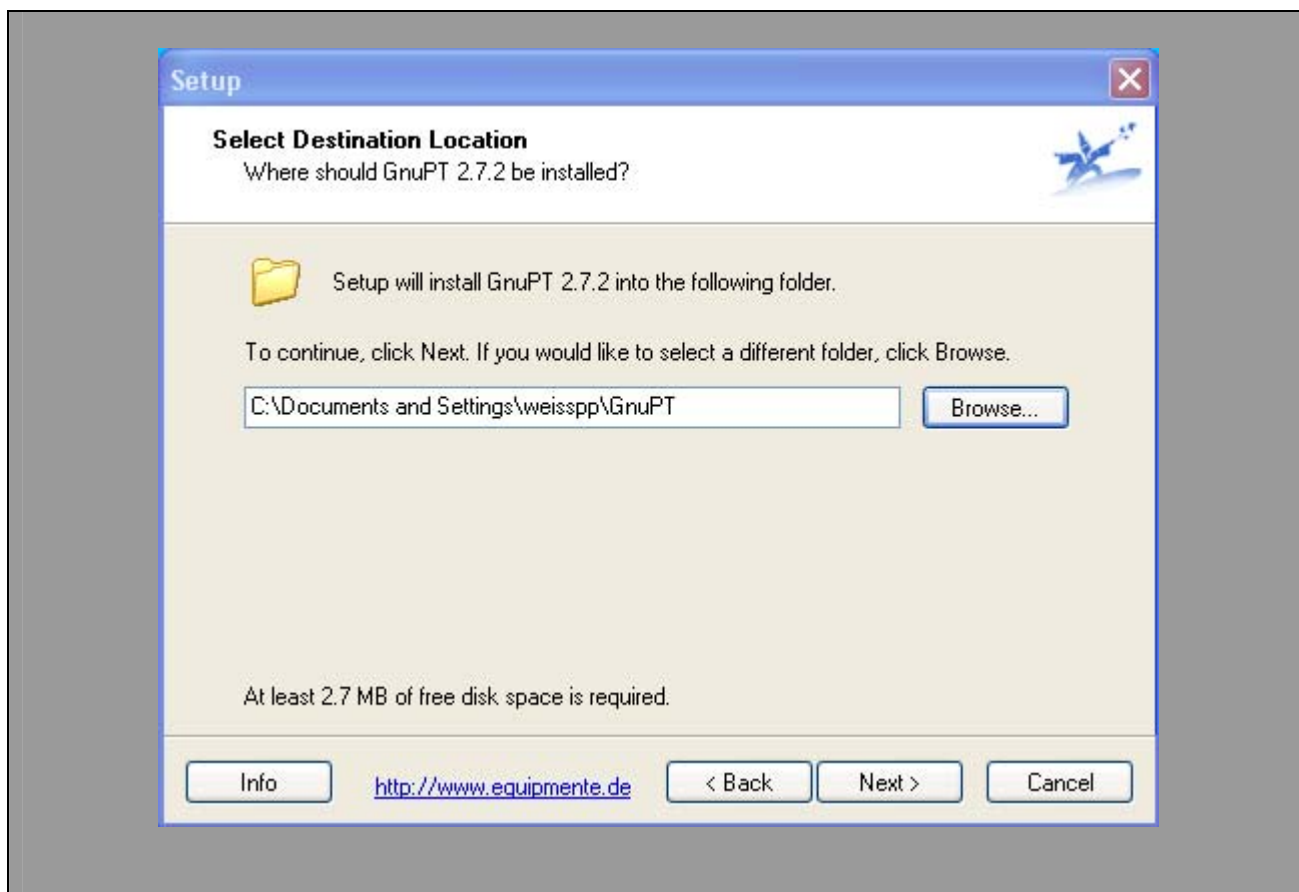 Setup
Select Destination Location
Where should GnuPT 2.7.2 be installed?
Setup will install GnuPT 2.7.2 into the following folder.
To continue, click Next. If you would like to select a different folder, click Browse.
C:\Documents and Settings\weisspp\GnuPT
Browse...
At least 2.7 MB of free disk space is required.
Info
http://www.equipmente.de
< Back
Next >
Cancel